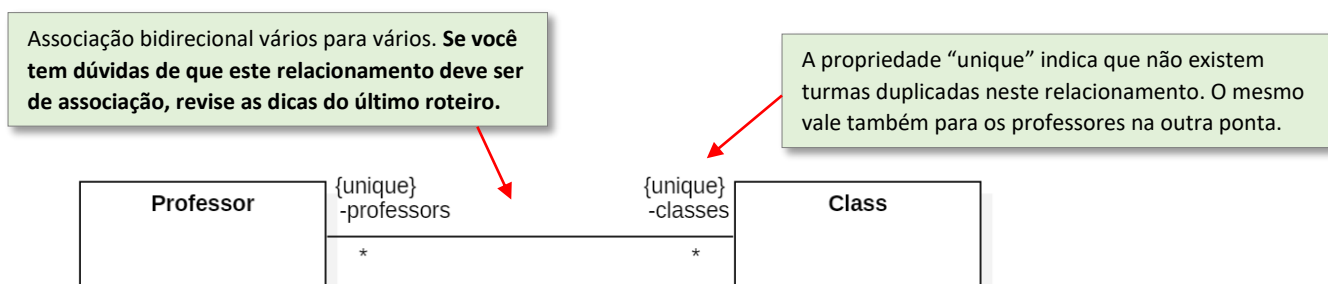 Associação bidirecional vários para vários. Se você
tem dúvidas de que este relacionamento deve ser
de associação, revise as dicas do último roteiro.
A propriedade “unique” indica que não existem
turmas duplicadas neste relacionamento. O mesmo
vale também para os professores na outra ponta.
Professor
{unique}
-professors
*
{unique}
-classes
*
Class